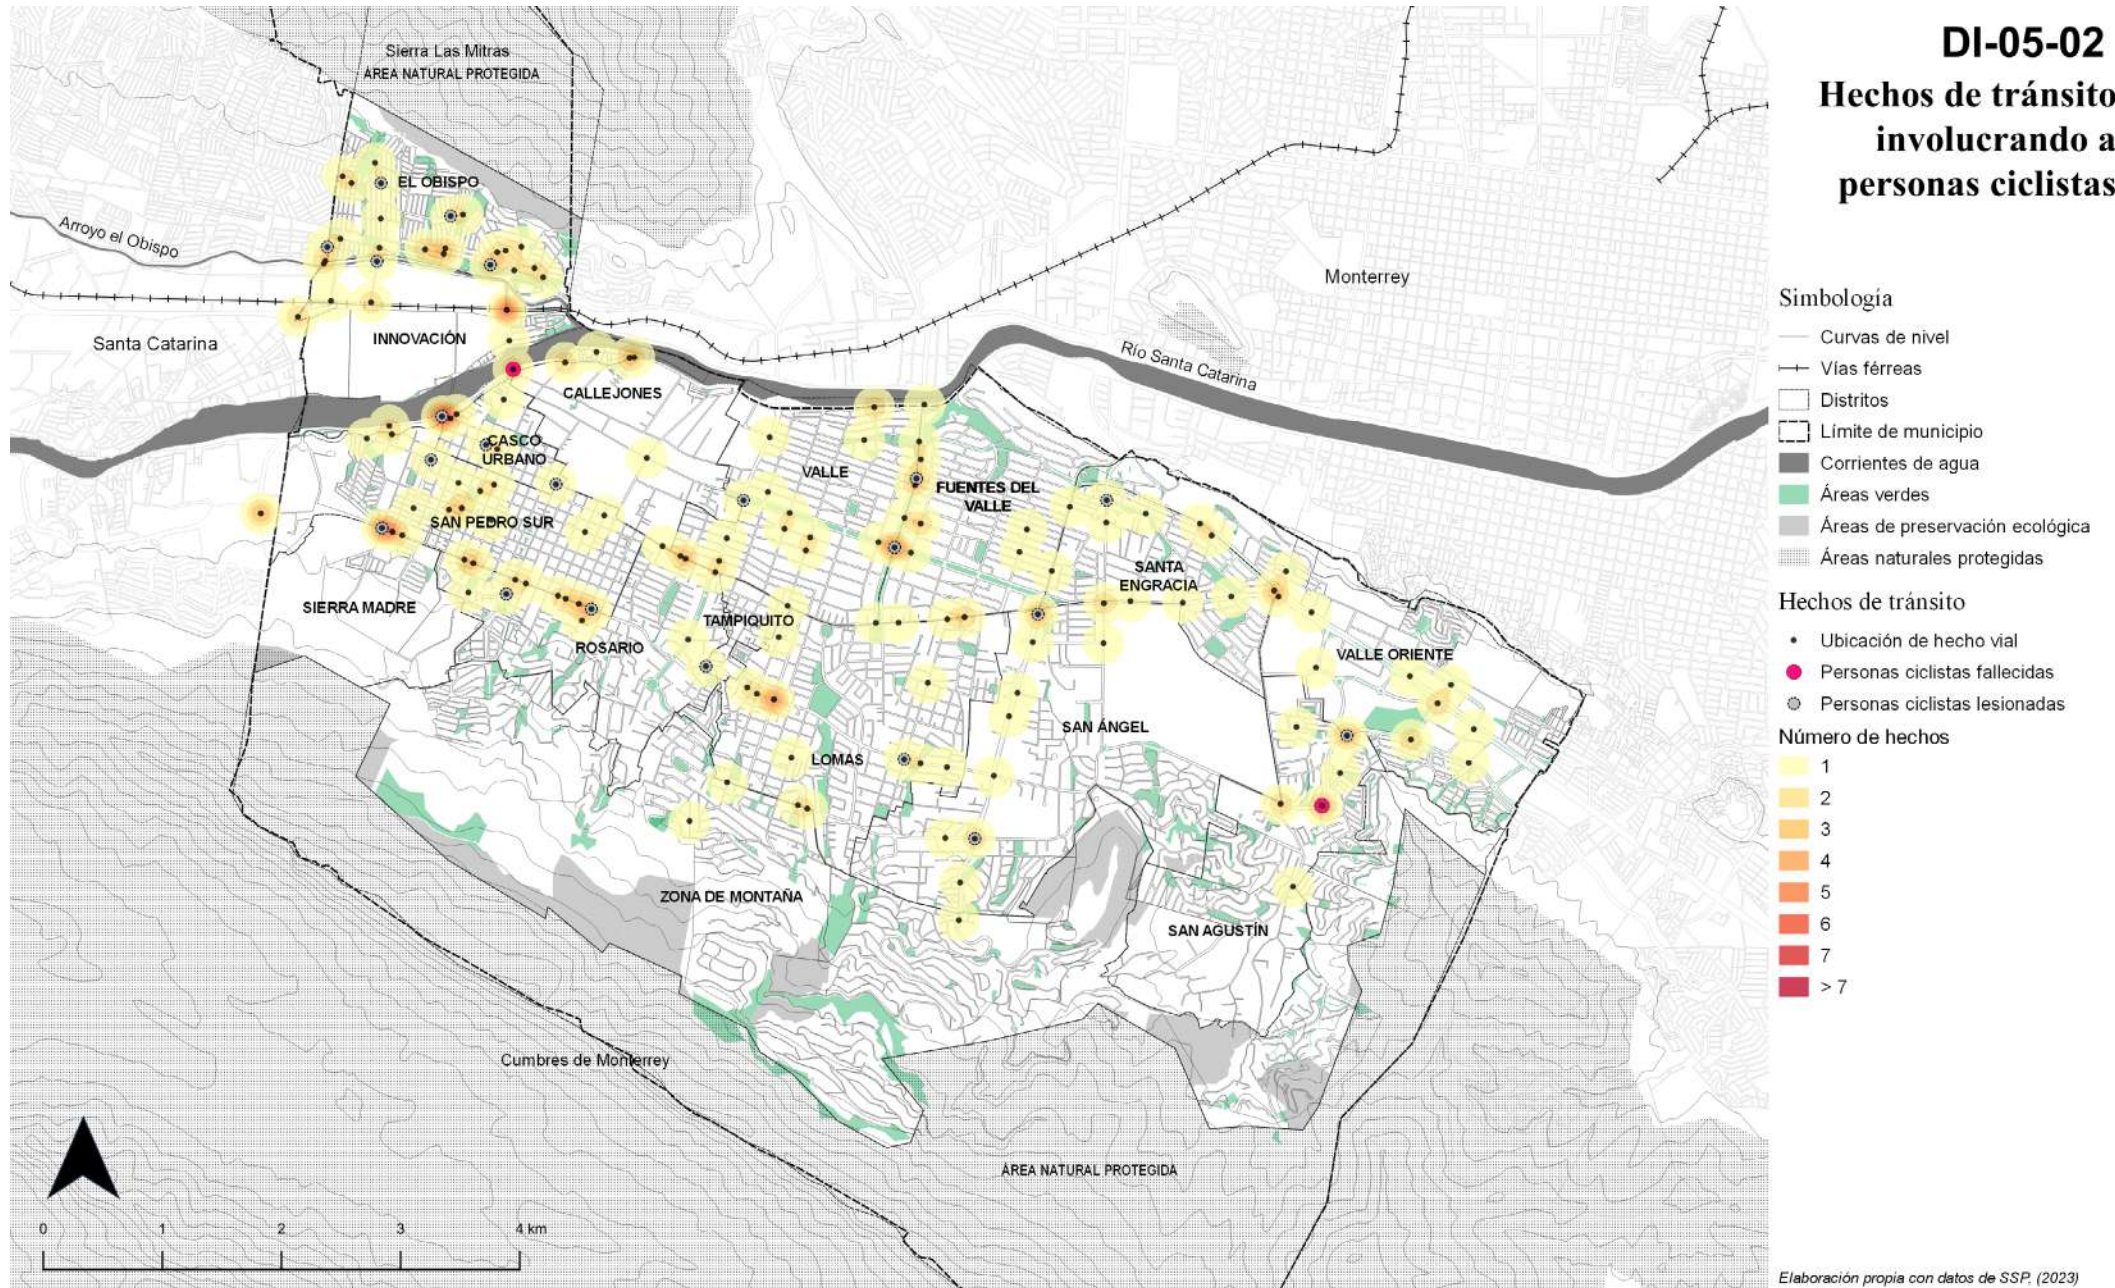 DI-05-02
Hechos de tránsito
involucrando a
personas ciclistas
Simbología
Curvas de nivel
Vías férreas
Distritos
Límite de municipio
Corrientes de agua
Áreas verdes
Áreas de preservación ecológica
Áreas naturales protegidas
Hechos de tránsito
Ubicación de hecho vial
Personas ciclistas fallecidas
Personas ciclistas lesionadas
Número de hechos
1
2
3
4
5
6
7
> 7
Elaboración propia con datos de SSP. (2023)
Sierra Las Mitras
ÁREA NATURAL PROTEGIDA
EL OBISPO
Arroyo el Obispo
Monterrey
Santa Catarina
INNOVACIÓN
Río Santa Catarina
CALLEJONES
CASCO
URBANO
VALLE
FUENTES DEL
VALLE
SAN PEDRO SUR
SANTA
ENGRACIA
SIERRA MADRE
TAMPIQUITO
ROSARIO
VALLE ORIENTE
SAN ÁNGEL
LOMAS
ZONA DE MONTAÑA
SAN AGUSTÍN
Cumbres de Monterrey
ÁREA NATURAL PROTEGIDA
0 1 2 3 4 km